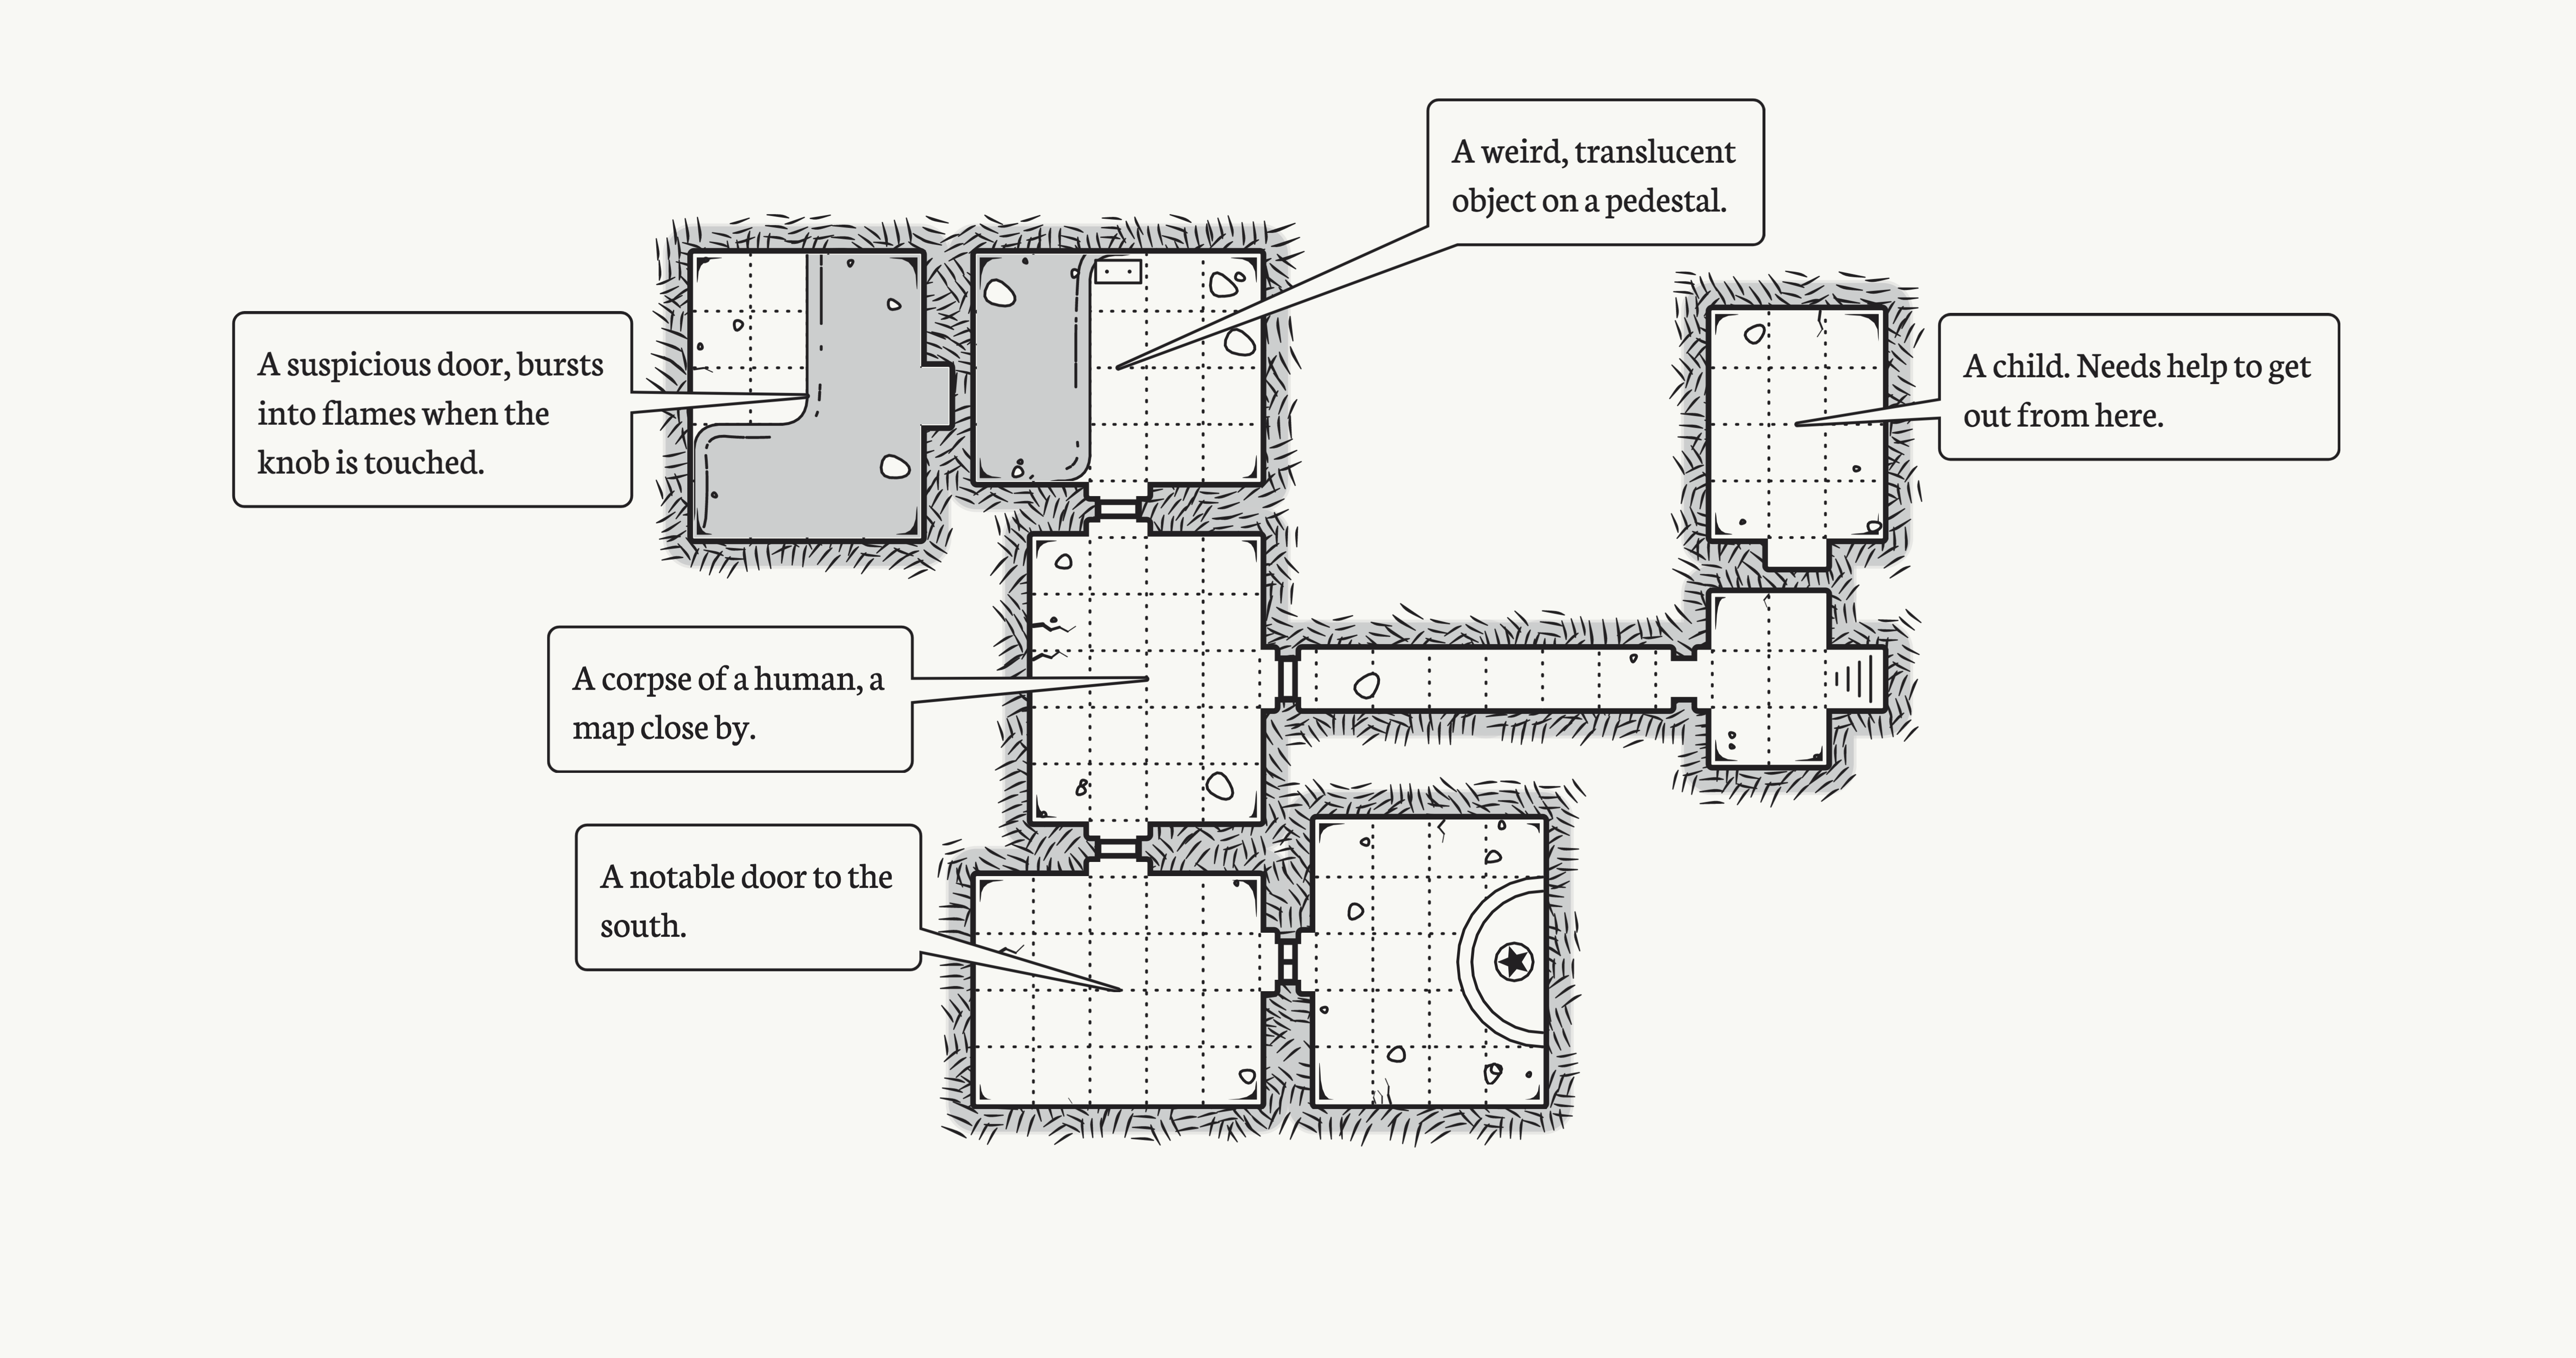 A weird, translucent
object on a pedestal.
A suspicious door, bursts
into flames when the
knob is touched.
A child. Needs help to get
out from here.
A corpse of a human, a
map close by.
A notable door to the
south.